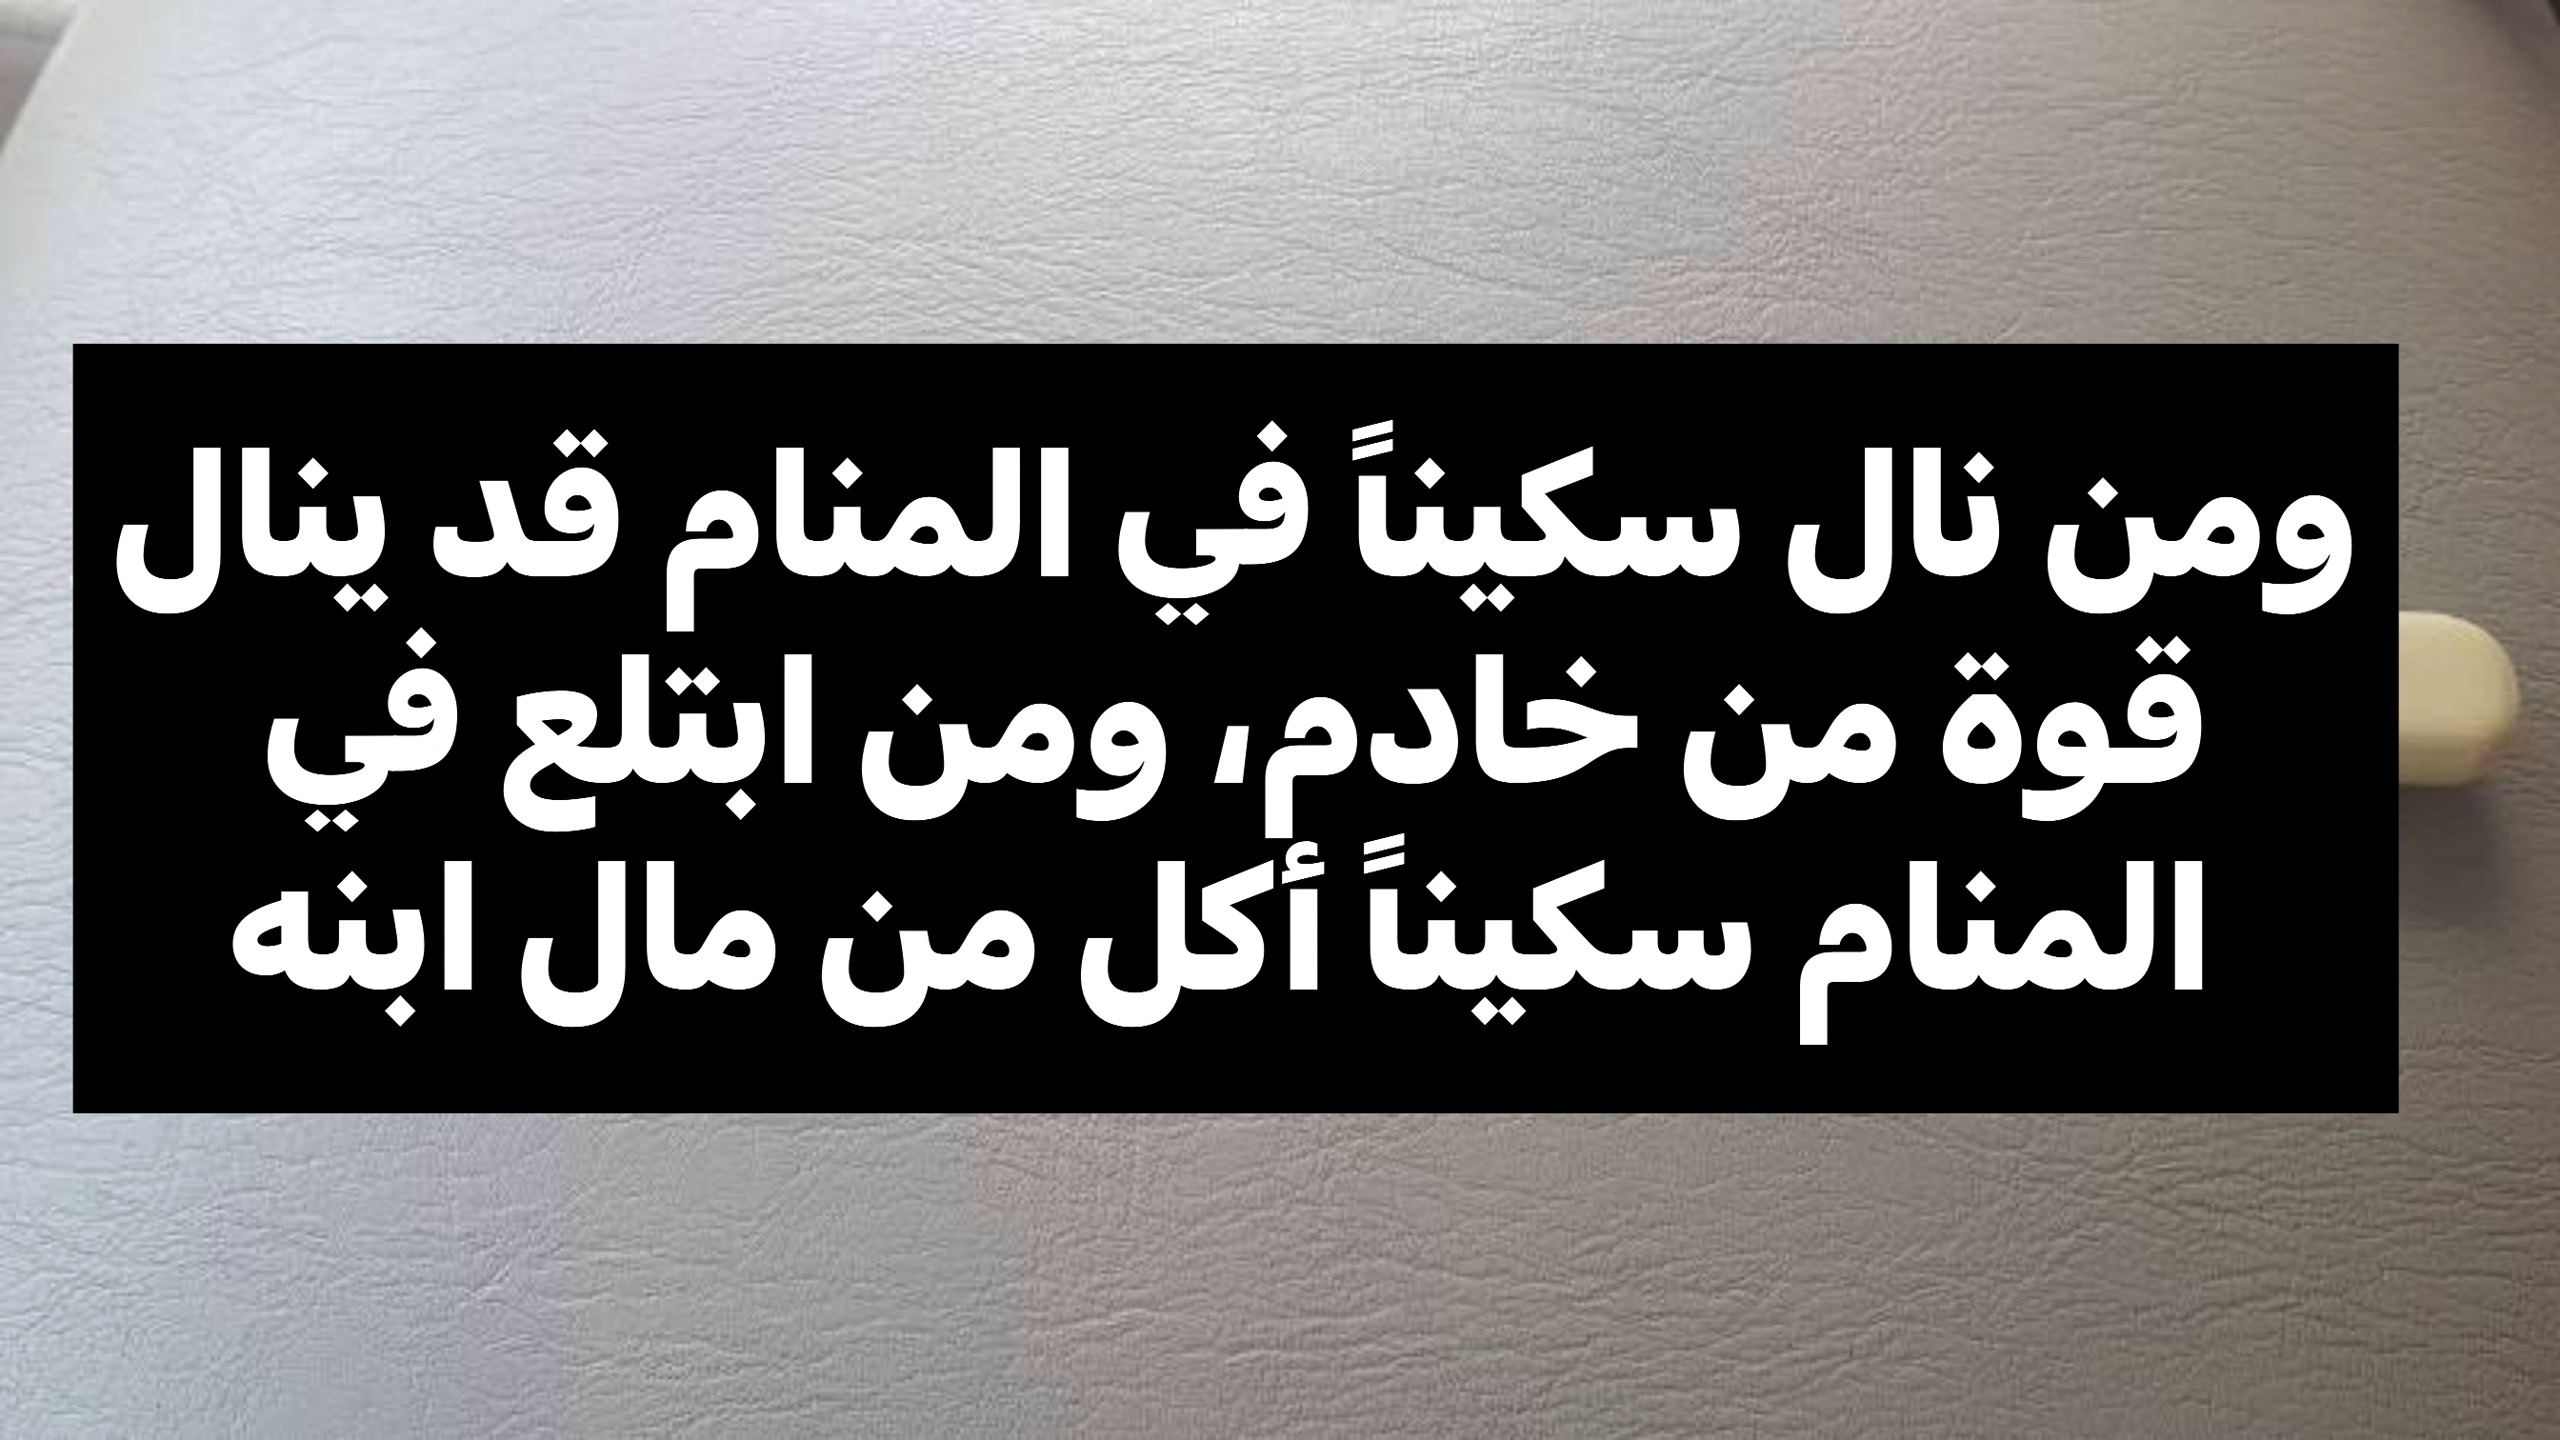 ومن نال سكيناً في المنام قد ينال
قوة من خادم، ومن ابتلع في
المنام سكيناً أكل من مال ابنه